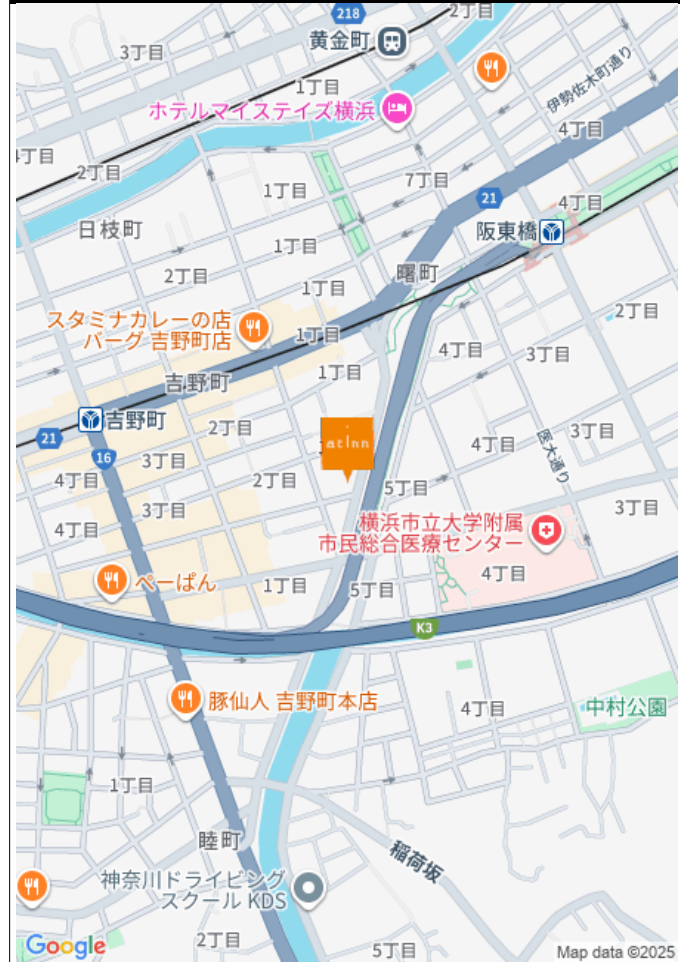 218
2丁目
3丁目
黄金町
1丁目
伊勢佐木町通り
ホテルマイステイズ横浜
4丁目
4丁目
2丁目
1丁目
7丁目
21
4丁目
日枝町
阪東橋
1丁目
曙町
2丁目
1丁目
2丁目
スタミナカレーの店
バーグ 吉野町店
1丁目
4丁目
3丁目
1丁目
吉野町
吉野町
2丁目
3丁目
21
16
3丁目
atinn
4丁目
医大通り
4丁目
2丁目
5丁目
3丁目
3丁目
4丁目
横浜市立大学附属
市民総合医療センター
ぺーぱん
1丁目
5丁目
4丁目
K3
豚仙人 吉野町本店
4丁目
中村公園
1丁目
睦町
稲荷坂
神奈川ドライビング
スクール KDS
2丁目
5丁目
Google
Map data ©2025